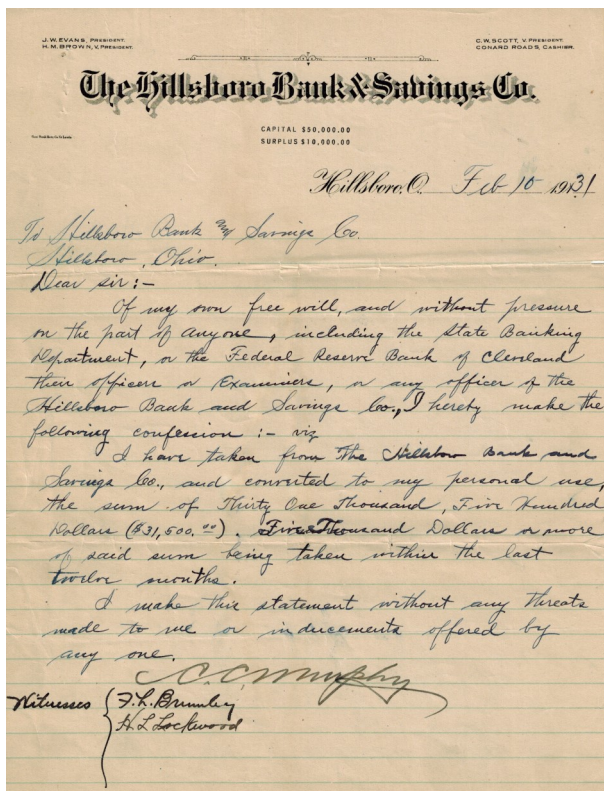 J.W. EVANS, PRESIDENT.
H.M. BROWN, V. PRESIDENT.
C.W. SCOTT, V. PRESIDENT.
CONARD ROADS, CASHIER.
The Hillsboro Bank & Savings Co.
CAPITAL $50,000.00
SURPLUS $10,000.00
Hillsboro, O. Feb 10 1931
To Hillsboro Bank and Savings Co.
Hillsboro, Ohio.
Dear sir:-
Of my own free will, and without pressure
on the part of anyone, including the State Banking
Department, or the Federal Reserve Bank of Cleveland
their officers or Examiners, or any officer of the
Hillsboro Bank and Savings Co., I hereby make the
following confession :- viz
I have taken from The Hillsboro Bank and
Savings Co., and converted to my personal use,
the sum of Thirty One Thousand, Five Hundred
Dollars ($31,500.00). Five Thousand Dollars or more
of said sum being taken within the last
twelve months.
I make this statement without any threats
made to me or inducements offered by
any one.
C.C. Murphy
Witnesses { F.L. Brumley
H L Lockwood